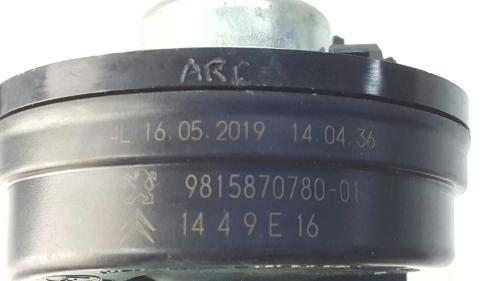 ARC
4L 16.05.2019 14.04.36
9815870780-01
14 4 9 E 16